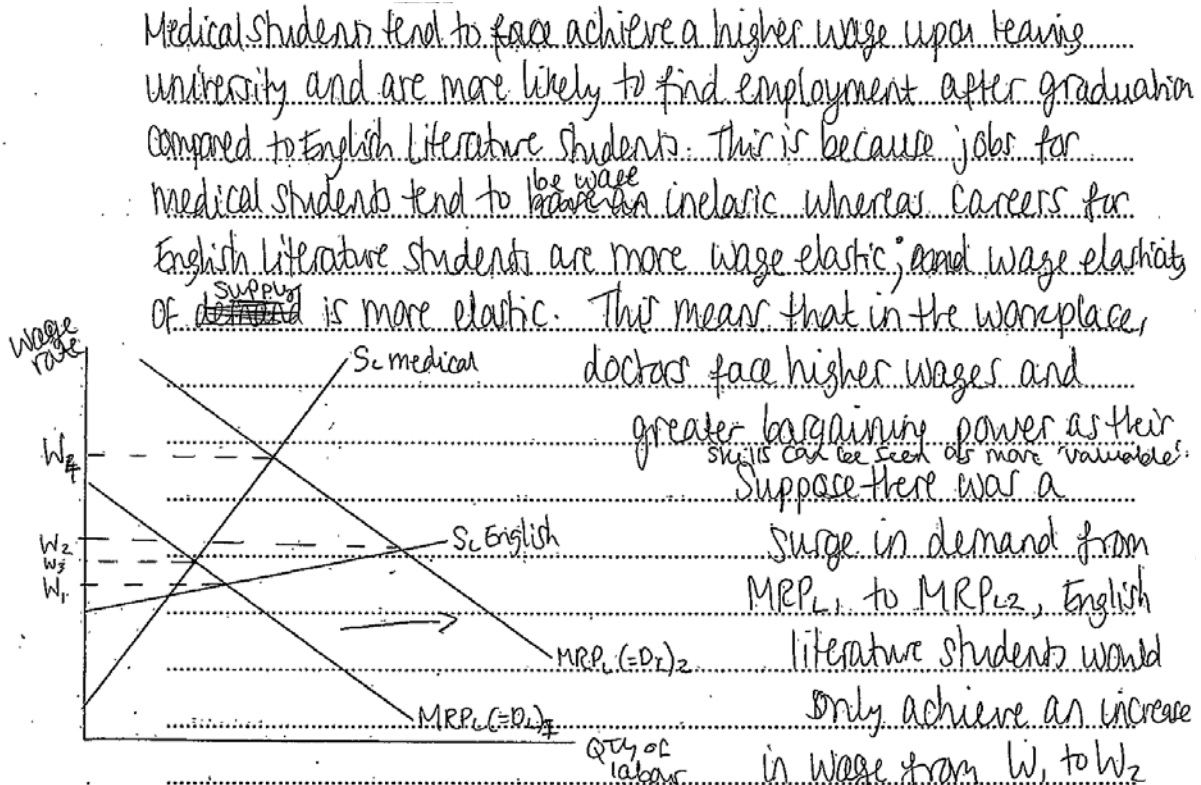 Medical students tend to face achieve a higher wage upon leaving
university and are more likely to find employment after graduation
compared to English Literature students. This is because jobs for
medical students tend to be wage inelasic whereas careers for
English Literature students are more wage elastic; and wage elasticity
of supply is more elastic. This means that in the workplace,
doctors face higher wages and
greater bargaining power as their
skills can be seen as more 'valuable'.
Suppose there was a
surge in demand from
MRPL1 to MRPL2, English
literature students would
only achieve an increase
in wage from W1 to W2
wage
rate
SL medical
W4
W2
W3
W1
SL English
MRPL(=DL)2
MRPL(=DL)1
QTY of
labour